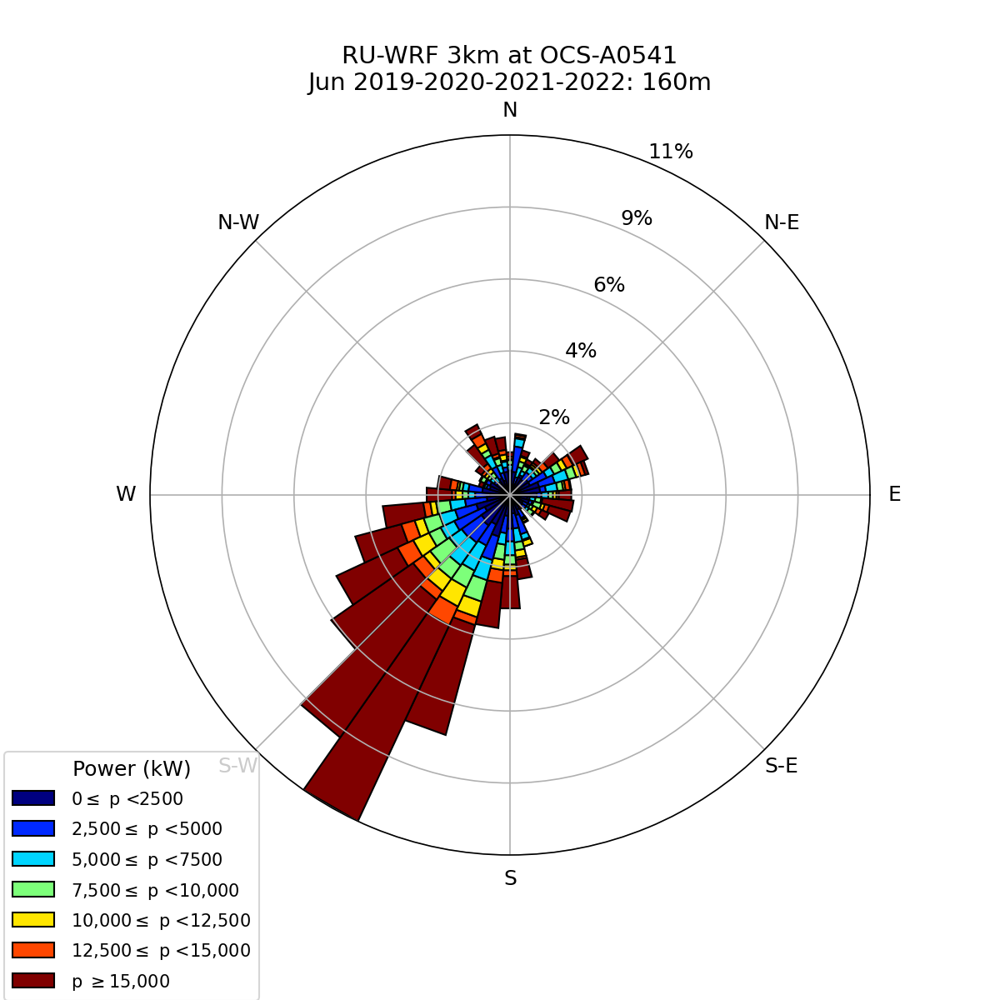 RU-WRF 3km at OCS-A0541
Jun 2019-2020-2021-2022: 160m
N
11%
9%
N-W
N-E
6%
4%
2%
W
E
S-W
S-E
S
Power (kW)
0≤ p <2500
2,500≤ p <5000
5,000≤ p <7500
7,500≤ p <10,000
10,000≤ p <12,500
12,500≤ p <15,000
p ≥15,000